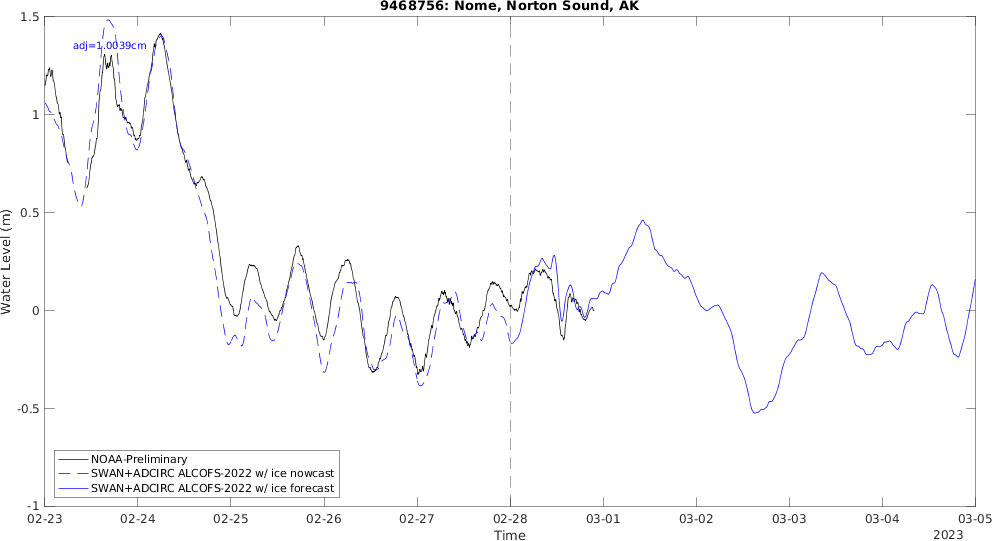 9468756: Nome, Norton Sound, AK
1.5
adj=1.0039cm
1
0.5
Water Level (m)
0
-0.5
NOAA-Preliminary
SWAN+ADCIRC ALCOFS-2022 w/ ice nowcast
SWAN+ADCIRC ALCOFS-2022 w/ ice forecast
-1
02-23 02-24 02-25 02-26 02-27 02-28 03-01 03-02 03-03 03-04 03-05
Time
2023